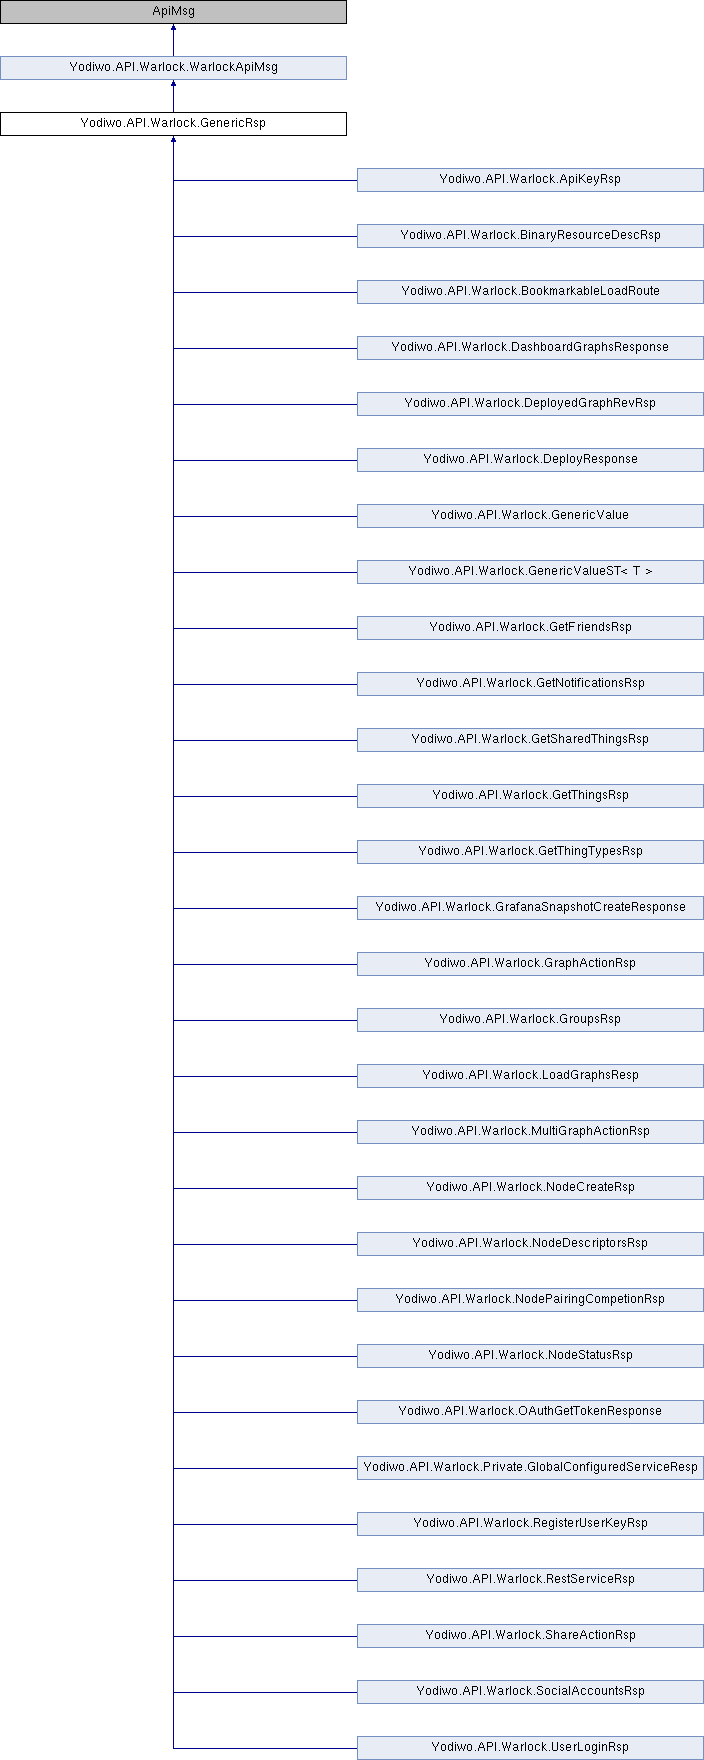 ApiMsg
Yodiwo.API.Warlock.WarlockApiMsg
Yodiwo.API.Warlock.GenericRsp
Yodiwo.API.Warlock.ApiKeyRsp
Yodiwo.API.Warlock.BinaryResourceDescRsp
Yodiwo.API.Warlock.BookmarkableLoadRoute
Yodiwo.API.Warlock.DashboardGraphsResponse
Yodiwo.API.Warlock.DeployedGraphRevRsp
Yodiwo.API.Warlock.DeployResponse
Yodiwo.API.Warlock.GenericValue
Yodiwo.API.Warlock.GenericValueST< T >
Yodiwo.API.Warlock.GetFriendsRsp
Yodiwo.API.Warlock.GetNotificationsRsp
Yodiwo.API.Warlock.GetSharedThingsRsp
Yodiwo.API.Warlock.GetThingsRsp
Yodiwo.API.Warlock.GetThingTypesRsp
Yodiwo.API.Warlock.GrafanaSnapshotCreateResponse
Yodiwo.API.Warlock.GraphActionRsp
Yodiwo.API.Warlock.GroupsRsp
Yodiwo.API.Warlock.LoadGraphsResp
Yodiwo.API.Warlock.MultiGraphActionRsp
Yodiwo.API.Warlock.NodeCreateRsp
Yodiwo.API.Warlock.NodeDescriptorsRsp
Yodiwo.API.Warlock.NodePairingCompetionRsp
Yodiwo.API.Warlock.NodeStatusRsp
Yodiwo.API.Warlock.OAuthGetTokenResponse
Yodiwo.API.Warlock.Private.GlobalConfiguredServiceResp
Yodiwo.API.Warlock.RegisterUserKeyRsp
Yodiwo.API.Warlock.RestServiceRsp
Yodiwo.API.Warlock.ShareActionRsp
Yodiwo.API.Warlock.SocialAccountsRsp
Yodiwo.API.Warlock.UserLoginRsp